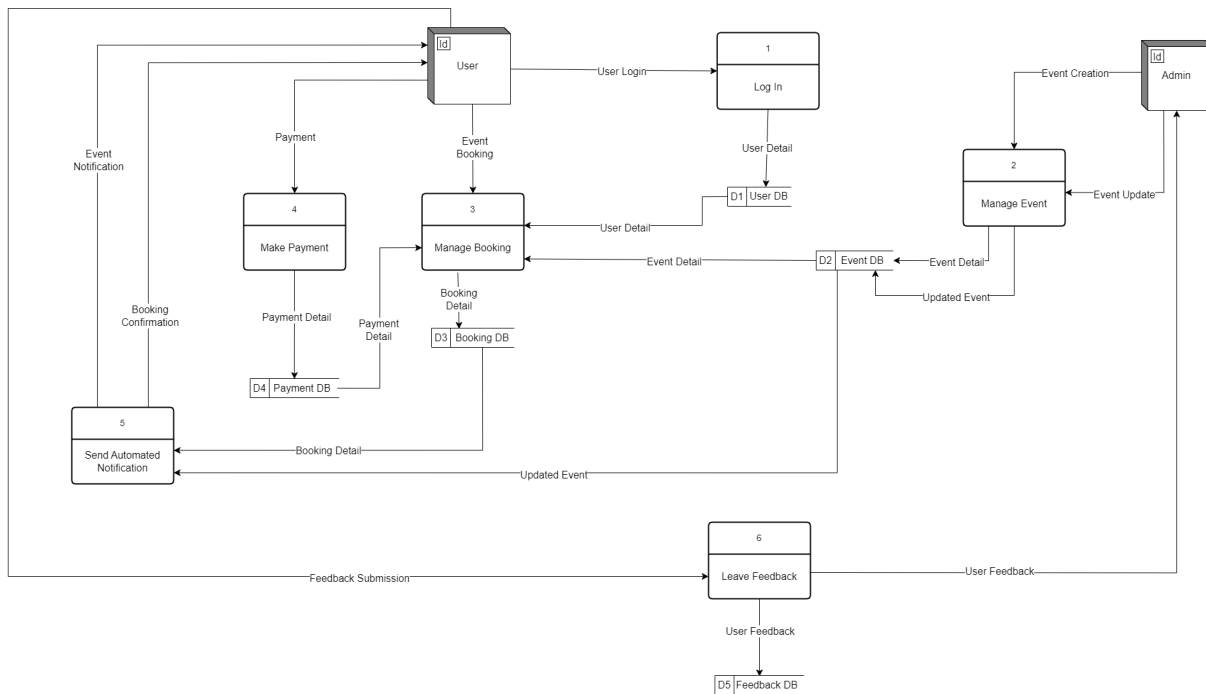 Id
User
1
Log In
Id
Admin
User Login
Event Creation
Payment
Event
Booking
User Detail
Event
Notification
2
Manage Event
Event Update
4
Make Payment
3
Manage Booking
D1 User DB
User Detail
Event Detail
D2 Event DB
Event Detail
Updated Event
Booking
Detail
Booking
Confirmation
Payment Detail
Payment
Detail
D3 Booking DB
D4 Payment DB
5
Send Automated
Notification
Booking Detail
Updated Event
6
Leave Feedback
Feedback Submission
User Feedback
User Feedback
D5 Feedback DB